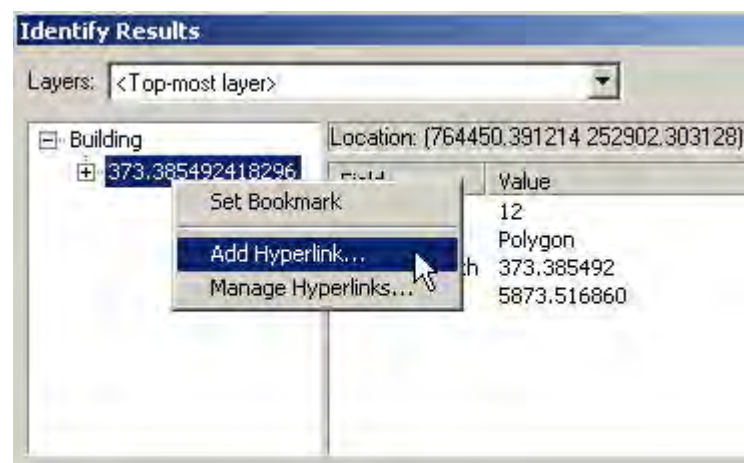 Identify Results
Layers: <Top-most layer>
Building
373.385492418296
Location: (764450.391214 252902.303128)
Value
Set Bookmark
12
Add Hyperlink...
Polygon
Manage Hyperlinks...
373.385492
5873.516860